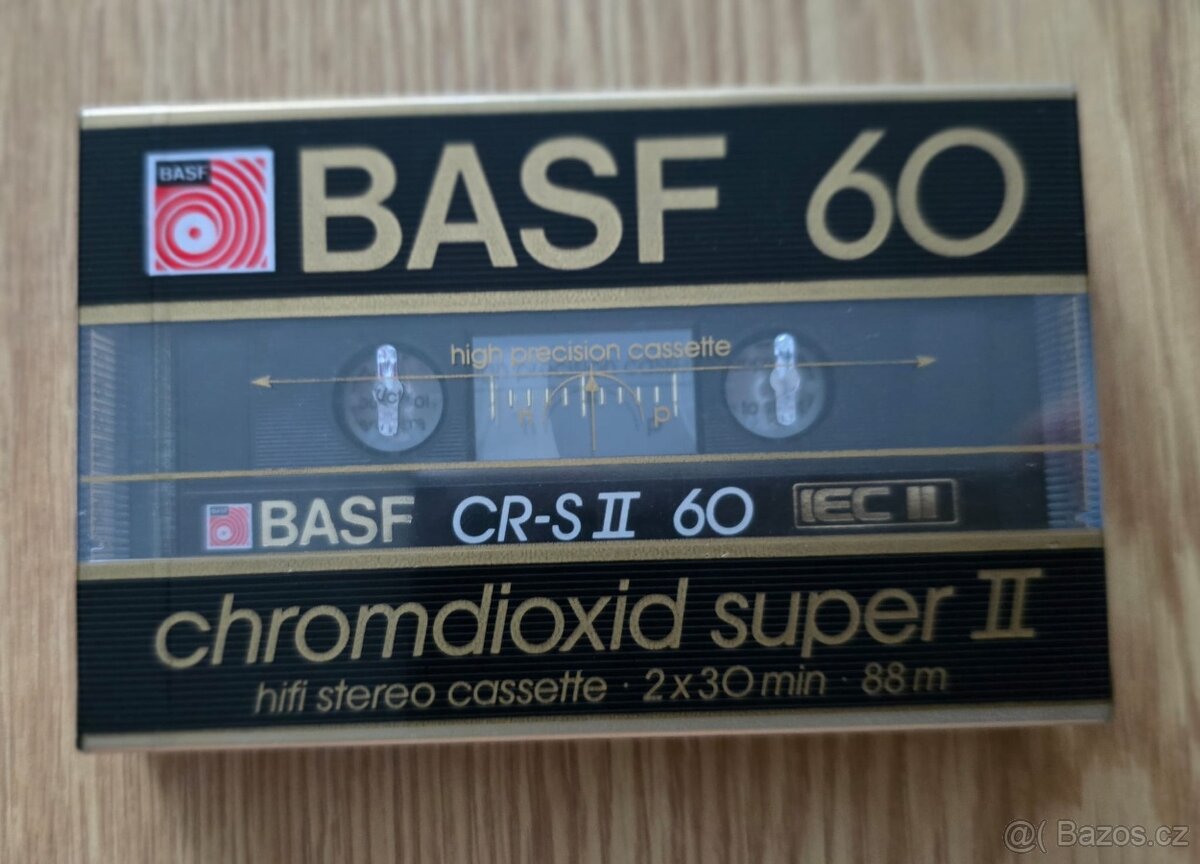 BASF
BASF 60
high precision cassette
p
BASF
BASF CR-S II 60 IEC II
chromdioxid super II
hifi stereo cassette · 2 x 30 min · 88 m
@( Bazos.cz